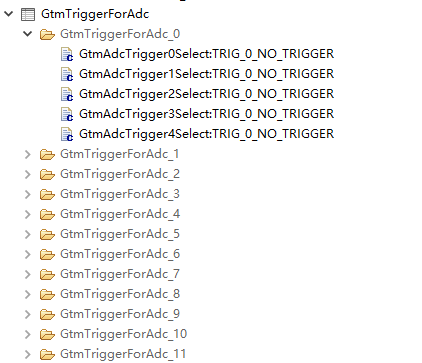 GtmTriggerForAdc
GtmTriggerForAdc_0
GtmAdcTrigger0Select:TRIG_0_NO_TRIGGER
GtmAdcTrigger1Select:TRIG_0_NO_TRIGGER
GtmAdcTrigger2Select:TRIG_0_NO_TRIGGER
GtmAdcTrigger3Select:TRIG_0_NO_TRIGGER
GtmAdcTrigger4Select:TRIG_0_NO_TRIGGER
GtmTriggerForAdc_1
GtmTriggerForAdc_2
GtmTriggerForAdc_3
GtmTriggerForAdc_4
GtmTriggerForAdc_5
GtmTriggerForAdc_6
GtmTriggerForAdc_7
GtmTriggerForAdc_8
GtmTriggerForAdc_9
GtmTriggerForAdc_10
GtmTriggerForAdc_11